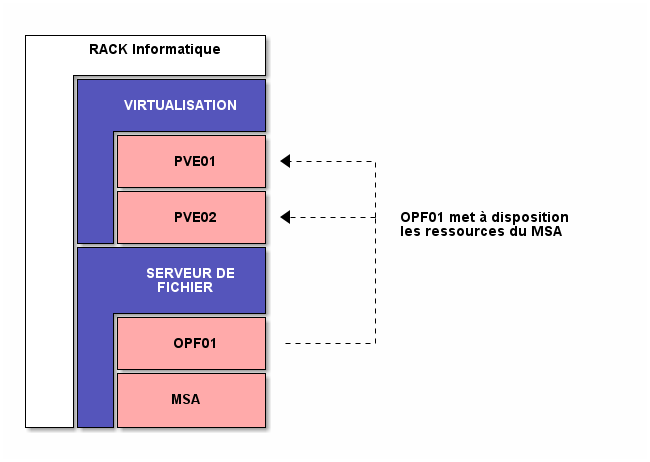 RACK Informatique
VIRTUALISATION
PVE01
PVE02
SERVEUR DE
FICHIER
OPF01
MSA
OPF01 met à disposition
les ressources du MSA